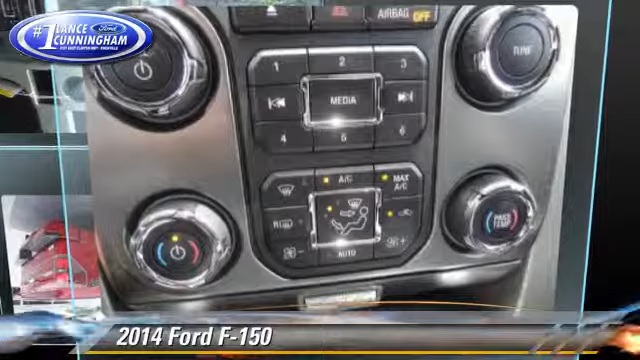 #1 LANCE CUNNINGHAM
Ford
AIRBAG OFF
1 2 3
MEDIA
4 5 6
TUNE
A/C
MAX A/C
R
AUTO
PASS TEMP
2014 Ford F-150